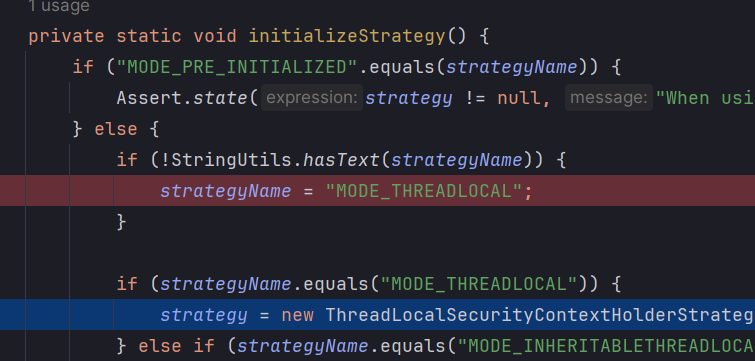 1 usage
private static void initializeStrategy() {
if ("MODE_PRE_INITIALIZED".equals(strategyName)) {
Assert.state( expression: strategy != null, message: "When usi
} else {
if (!StringUtils.hasText(strategyName)) {
strategyName = "MODE_THREADLOCAL";
}
if (strategyName.equals("MODE_THREADLOCAL")) {
strategy = new ThreadLocalSecurityContextHolderStrateg
} else if (strategyName.equals("MODE_INHERITABLETHREADLOCA